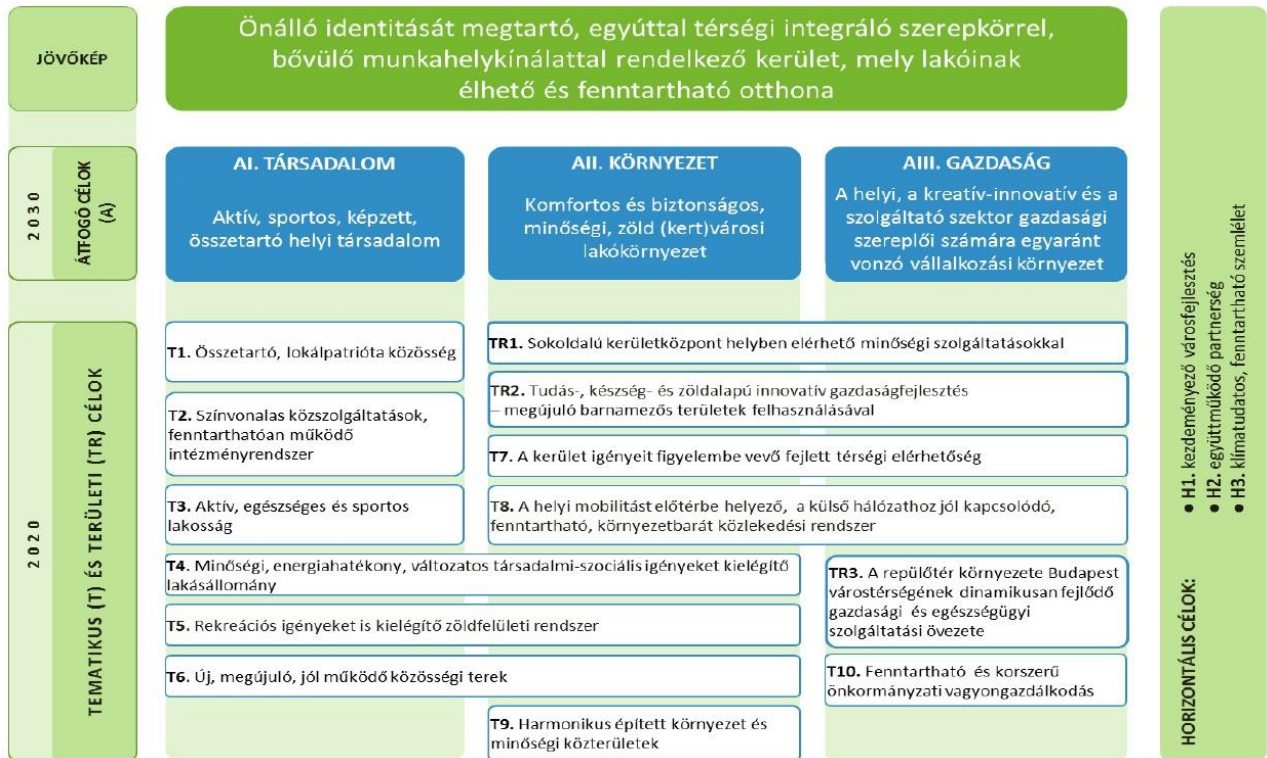 JÖVŐKÉP
Önálló identitását megtartó, egyúttal térségi integráló szerepkörrel,
bővülő munkahelykínálattal rendelkező kerület, mely lakóinak
élhető és fenntartható otthona
2030
ÁTFOGÓ CÉLOK
(A)
AI. TÁRSADALOM
Aktív, sportos, képzett,
összetartó helyi társadalom
AII. KÖRNYEZET
Komfortos és biztonságos,
minőségi, zöld (kert)városi
lakókörnyezet
AIII. GAZDASÁG
A helyi, a kreatív-innovatív és a
szolgáltató szektor gazdasági
szereplői számára egyaránt
vonzó vállalkozási környezet
2020
TEMATIKUS (T) ÉS TERÜLETI (TR) CÉLOK
T1. Összetartó, lokálpatrióta közösség
T2. Színvonalas közszolgáltatások,
fenntarthatóan működő
intézményrendszer
T3. Aktív, egészséges és sportos
lakosság
TR1. Sokoldalú kerületközpont helyben elérhető minőségi szolgáltatásokkal
TR2. Tudás-, készség- és zöldalapú innovatív gazdaságfejlesztés
– megújuló barnamezős területek felhasználásával
T7. A kerület igényeit figyelembe vevő fejlett térségi elérhetőség
T8. A helyi mobilitást előtérbe helyező, a külső hálózathoz jól kapcsolódó,
fenntartható, környezetbarát közlekedési rendszer
T4. Minőségi, energiahatékony, változatos társadalmi-szociális igényeket kielégítő
lakásállomány
T5. Rekreációs igényeket is kielégítő zöldfelületi rendszer
T6. Új, megújuló, jól működő közösségi terek
T9. Harmonikus épített környezet és
minőségi közterületek
TR3. A repülőtér környezete Budapest
várostérségének dinamikusan fejlődő
gazdasági és egészségügyi
szolgáltatási övezete
T10. Fenntartható és korszerű
önkormányzati vagyongazdálkodás
HORIZONTÁLIS CÉLOK:
● H1. kezdeményező városfejlesztés
● H2. együttműködő partnerség
● H3. klímatudatos, fenntartható szemlélet